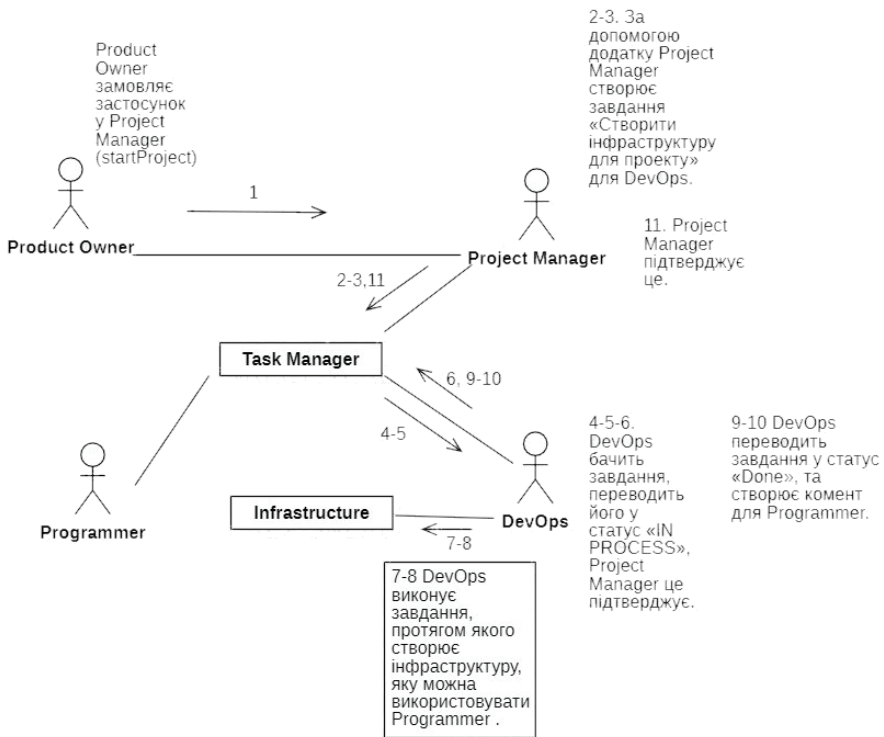 Product
Owner
замовляє
застосунок
у Project
Manager
(startProject)
2-3. За
допомогою
додатку Project
Manager
створює
завдання
«Створити
інфраструктуру
для проекту»
для DevOps.
1
Product Owner
Project Manager
11. Project
Manager
підтверджує
це.
2-3,11
Task Manager
6, 9-10
4-5
Programmer
Infrastructure
DevOps
7-8
4-5-6.
DevOps
бачить
завдання,
переводить
його у
статус «IN
PROCESS»,
Project
Manager це
підтверджує.
9-10 DevOps
переводить
завдання у статус
«Done», та
створює комент
для Programmer.
7-8 DevOps
виконує
завдання,
протягом якого
створює
інфраструктуру,
яку можна
використовувати
Programmer .